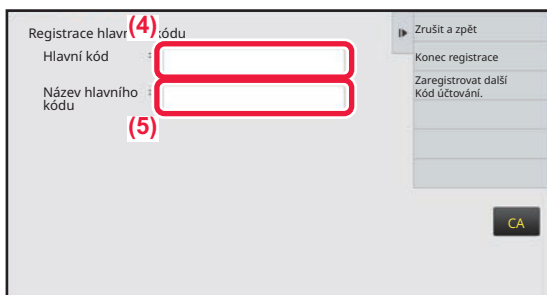 Registrace hlavn kódu
(4)
Hlavní kód :
Název hlavního :
kódu
(5)
Zrušit a zpět
Konec registrace
Zaregistrovat další
Kód účtování.
CA